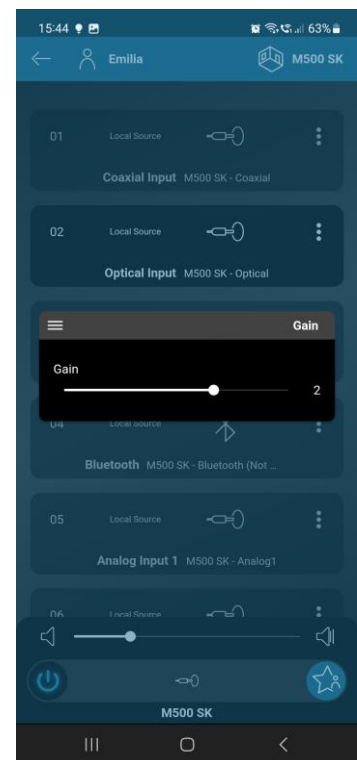 15:44 63%
Emilia M500 SK
01 Local Source
Coaxial Input M500 SK - Coaxial
02 Local Source
Optical Input M500 SK - Optical
Gain
Gain
2
04 Local Source
Bluetooth M500 SK - Bluetooth (Not ...
05 Local Source
Analog Input 1 M500 SK - Analog1
06 Local Source
M500 SK